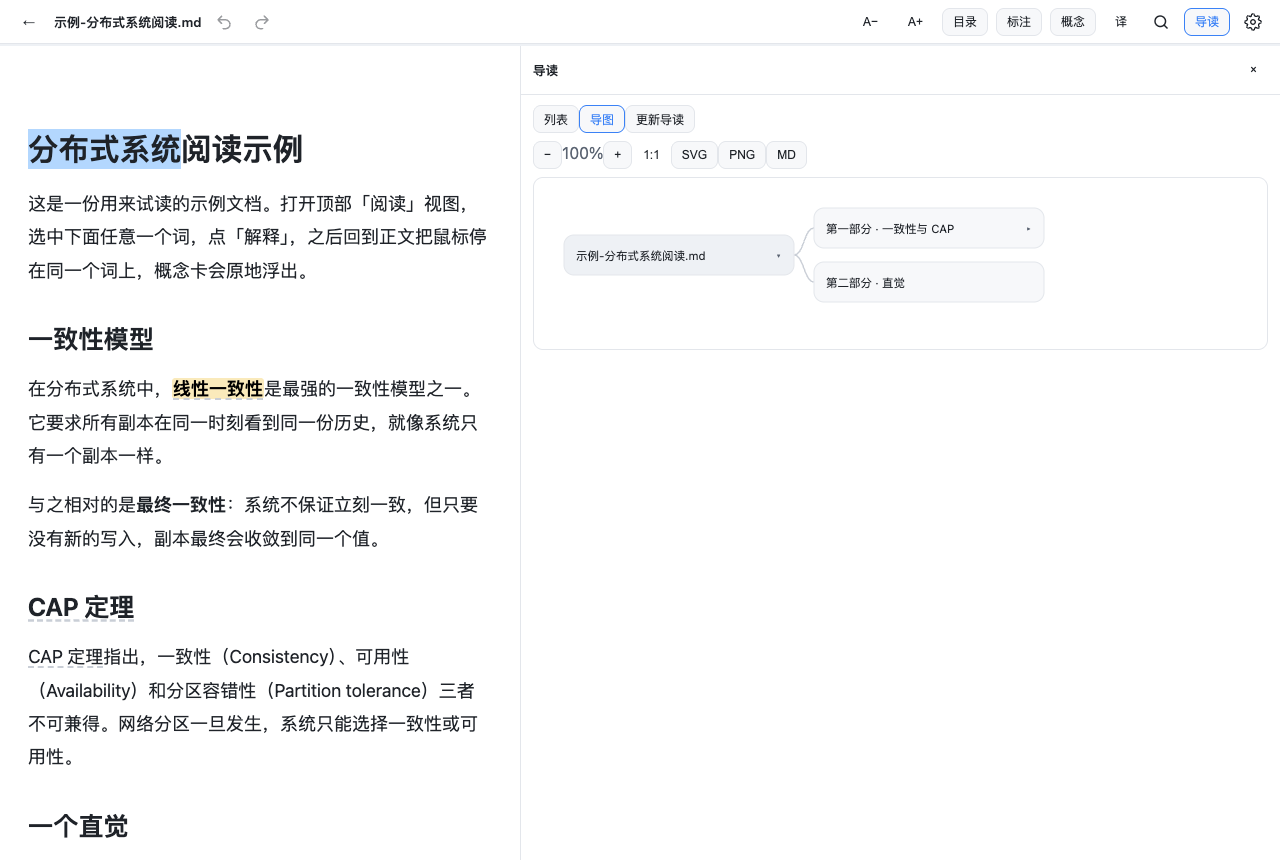 ← 示例-分布式系统阅读.md A− A+ 目录 标注 概念 译 导读
导读 ×
列表 导图 更新导读
− 100% + 1:1 SVG PNG MD
示例-分布式系统阅读.md ▾
第一部分 · 一致性与 CAP ▸
第二部分 · 直觉
分布式系统阅读示例
这是一份用来试读的示例文档。打开顶部「阅读」视图，
选中下面任意一个词，点「解释」，之后回到正文把鼠标停
在同一个词上，概念卡会原地浮出。
一致性模型
在分布式系统中，线性一致性是最强的一致性模型之一。
它要求所有副本在同一时刻看到同一份历史，就像系统只
有一个副本一样。
与之相对的是最终一致性：系统不保证立刻一致，但只要
没有新的写入，副本最终会收敛到同一个值。
CAP 定理
CAP 定理指出，一致性（Consistency）、可用性
（Availability）和分区容错性（Partition tolerance）三者
不可兼得。网络分区一旦发生，系统只能选择一致性或可
用性。
一个直觉